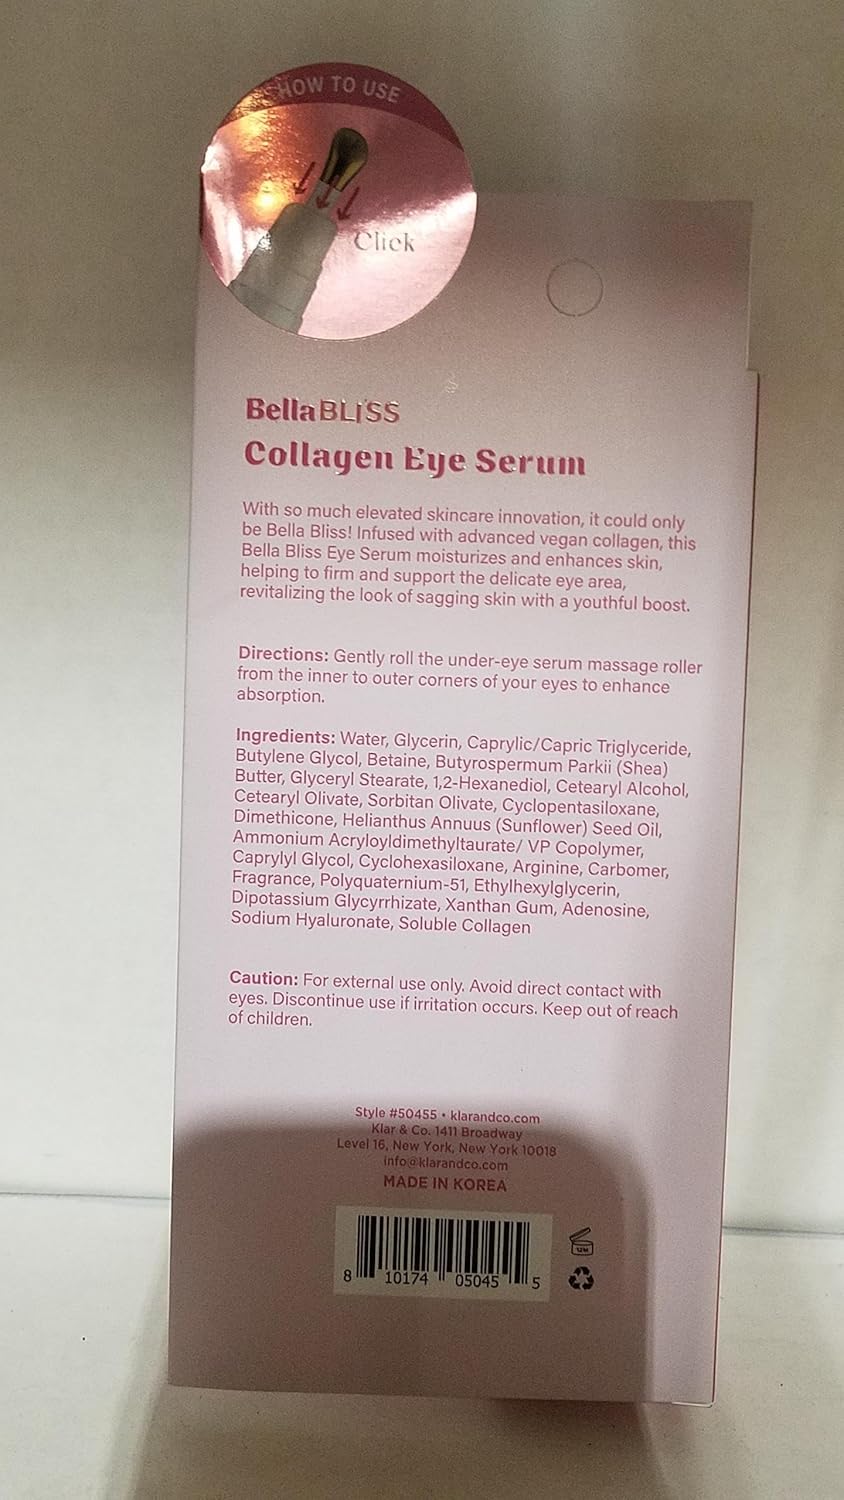 HOW TO USE
Click
BellaBLISS
Collagen Eye Serum
With so much elevated skincare innovation, it could only
be Bella Bliss! Infused with advanced vegan collagen, this
Bella Bliss Eye Serum moisturizes and enhances skin,
helping to firm and support the delicate eye area,
revitalizing the look of sagging skin with a youthful boost.
Directions: Gently roll the under-eye serum massage roller
from the inner to outer corners of your eyes to enhance
absorption.
Ingredients: Water, Glycerin, Caprylic/Capric Triglyceride,
Butylene Glycol, Betaine, Butyrospermum Parkii (Shea)
Butter, Glyceryl Stearate, 1,2-Hexanediol, Cetearyl Alcohol,
Cetearyl Olivate, Sorbitan Olivate, Cyclopentasiloxane,
Dimethicone, Helianthus Annuus (Sunflower) Seed Oil,
Ammonium Acryloyldimethyltaurate/ VP Copolymer,
Caprylyl Glycol, Cyclohexasiloxane, Arginine, Carbomer,
Fragrance, Polyquaternium-51, Ethylhexylglycerin,
Dipotassium Glycyrrhizate, Xanthan Gum, Adenosine,
Sodium Hyaluronate, Soluble Collagen
Caution: For external use only. Avoid direct contact with
eyes. Discontinue use if irritation occurs. Keep out of reach
of children.
Style #50455 • klarandco.com
Klar & Co. 1411 Broadway
Level 16, New York, New York 10018
info@klarandco.com
MADE IN KOREA
12M
8 10174 05045 5